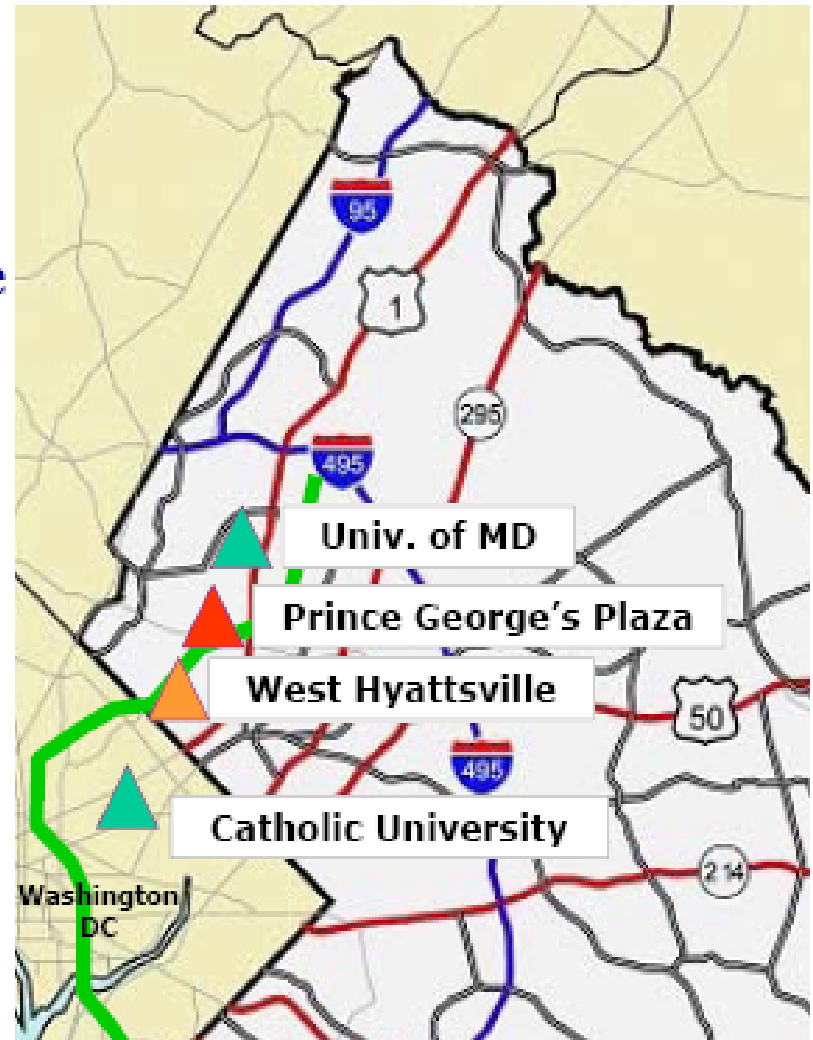 95
e
1
295
495
Univ. of MD
Prince George’s Plaza
West Hyattsville
50
495
Catholic University
214
Washington
DC